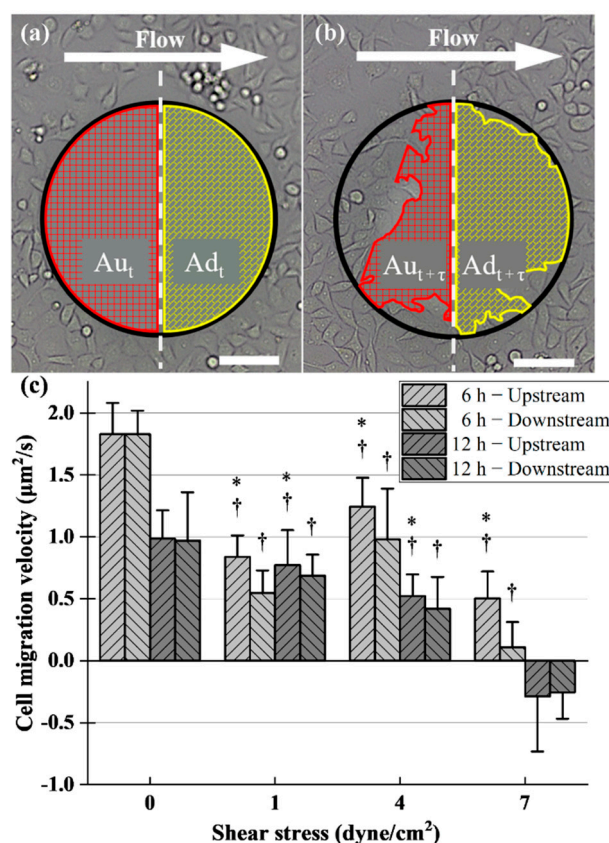 (a)
Flow
Au_t
Ad_t
(b)
Flow
Au_{t+τ}
Ad_{t+τ}
(c)
6 h − Upstream
6 h − Downstream
12 h − Upstream
12 h − Downstream
Cell migration velocity (μm²/s)
2.0
1.5
1.0
0.5
0.0
-0.5
-1.0
*
†
†
*
†
†
*
†
†
*
†
†
*
†
†
0
1
4
7
Shear stress (dyne/cm²)